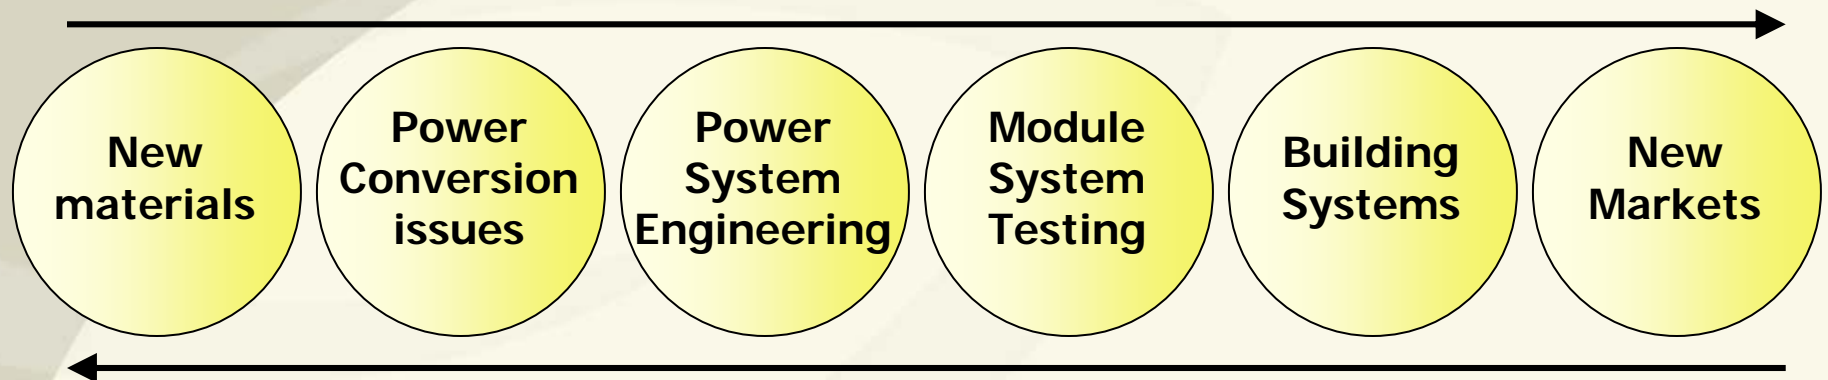 New
materials
Power
Conversion
issues
Power
System
Engineering
Module
System
Testing
Building
Systems
New
Markets